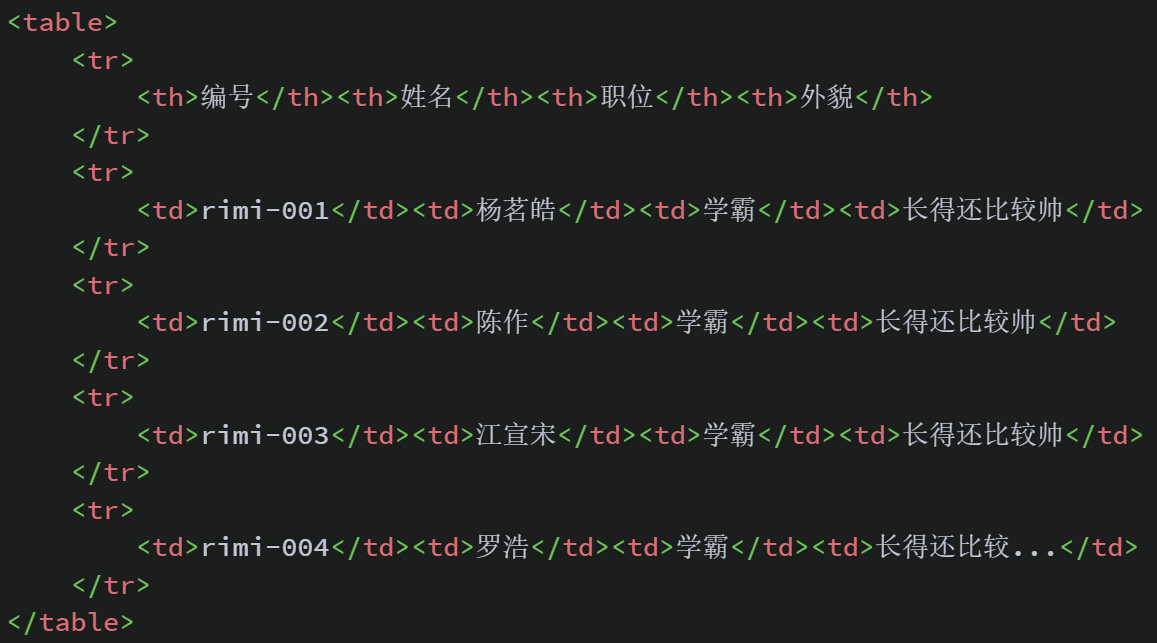 <table>
<tr>
<th>编号</th><th>姓名</th><th>职位</th><th>外貌</th>
</tr>
<tr>
<td>rimi-001</td><td>杨茗皓</td><td>学霸</td><td>长得还比较帅</td>
</tr>
<tr>
<td>rimi-002</td><td>陈作</td><td>学霸</td><td>长得还比较帅</td>
</tr>
<tr>
<td>rimi-003</td><td>江宣宋</td><td>学霸</td><td>长得还比较帅</td>
</tr>
<tr>
<td>rimi-004</td><td>罗浩</td><td>学霸</td><td>长得还比较...</td>
</tr>
</table>